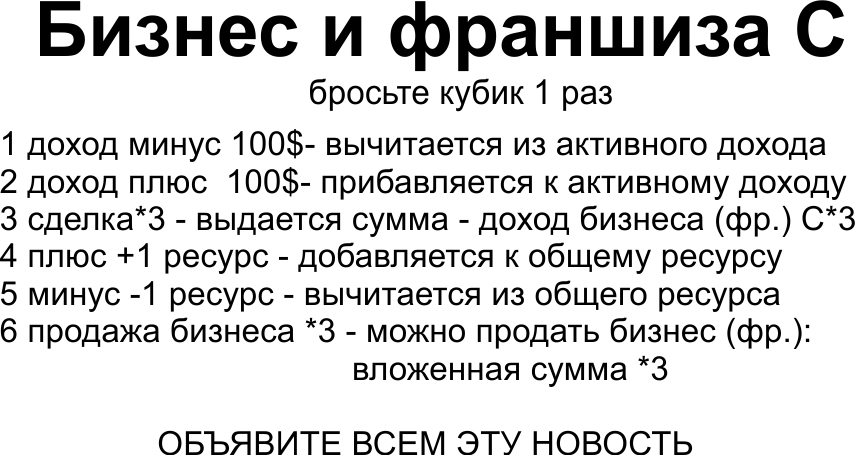 Бизнес и франшиза С
бросьте кубик 1 раз
1 доход минус 100$- вычитается из активного дохода
2 доход плюс  100$- прибавляется к активному доходу
3 сделка*3 - выдается сумма - доход бизнеса (фр.) С*3
4 плюс +1 ресурс - добавляется к общему ресурсу
5 минус -1 ресурс - вычитается из общего ресурса
6 продажа бизнеса *3 - можно продать бизнес (фр.):
вложенная сумма *3
ОБЪЯВИТЕ ВСЕМ ЭТУ НОВОСТЬ